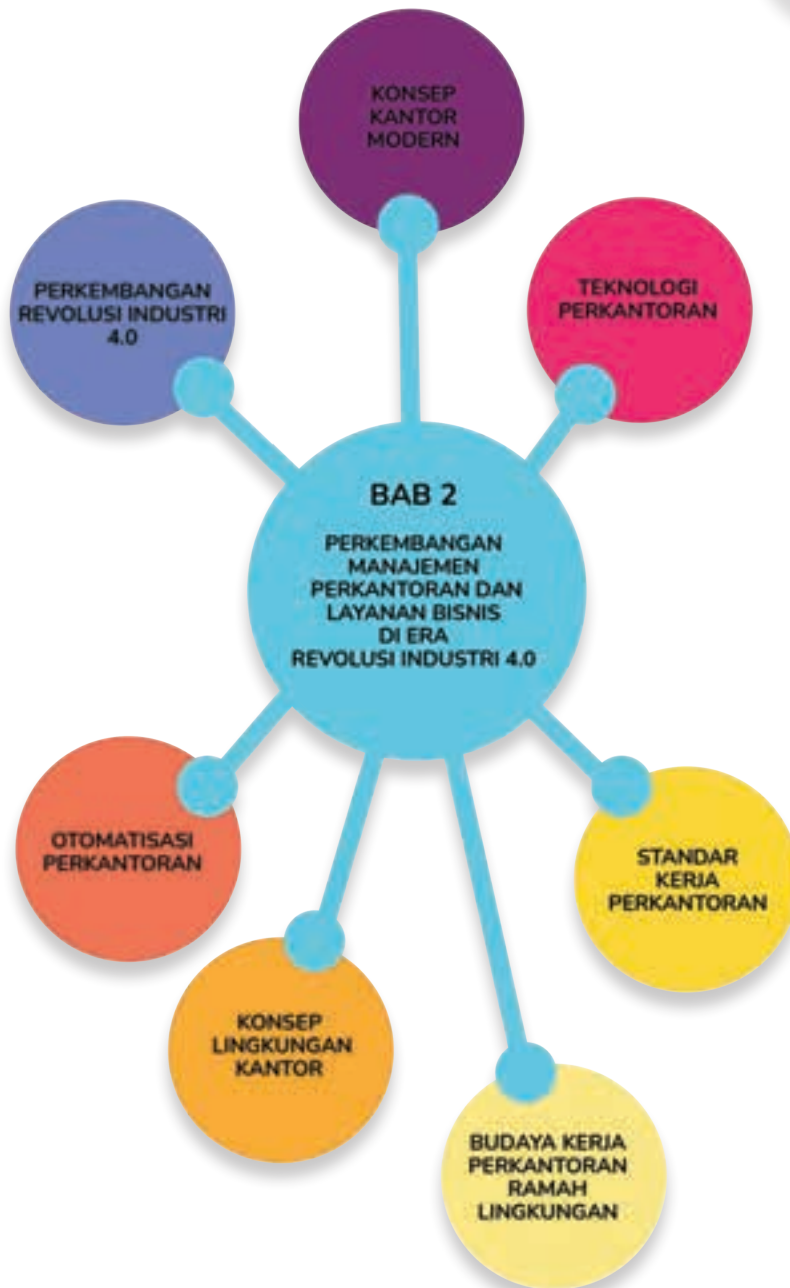 KONSEP
KANTOR
MODERN
PERKEMBANGAN
REVOLUSI INDUSTRI
4.0
TEKNOLOGI
PERKANTORAN
BAB 2
PERKEMBANGAN
MANAJEMEN
PERKANTORAN DAN
LAYANAN BISNIS
DI ERA
REVOLUSI INDUSTRI 4.0
OTOMATISASI
PERKANTORAN
STANDAR
KERJA
PERKANTORAN
KONSEP
LINGKUNGAN
KANTOR
BUDAYA KERJA
PERKANTORAN
RAMAH
LINGKUNGAN